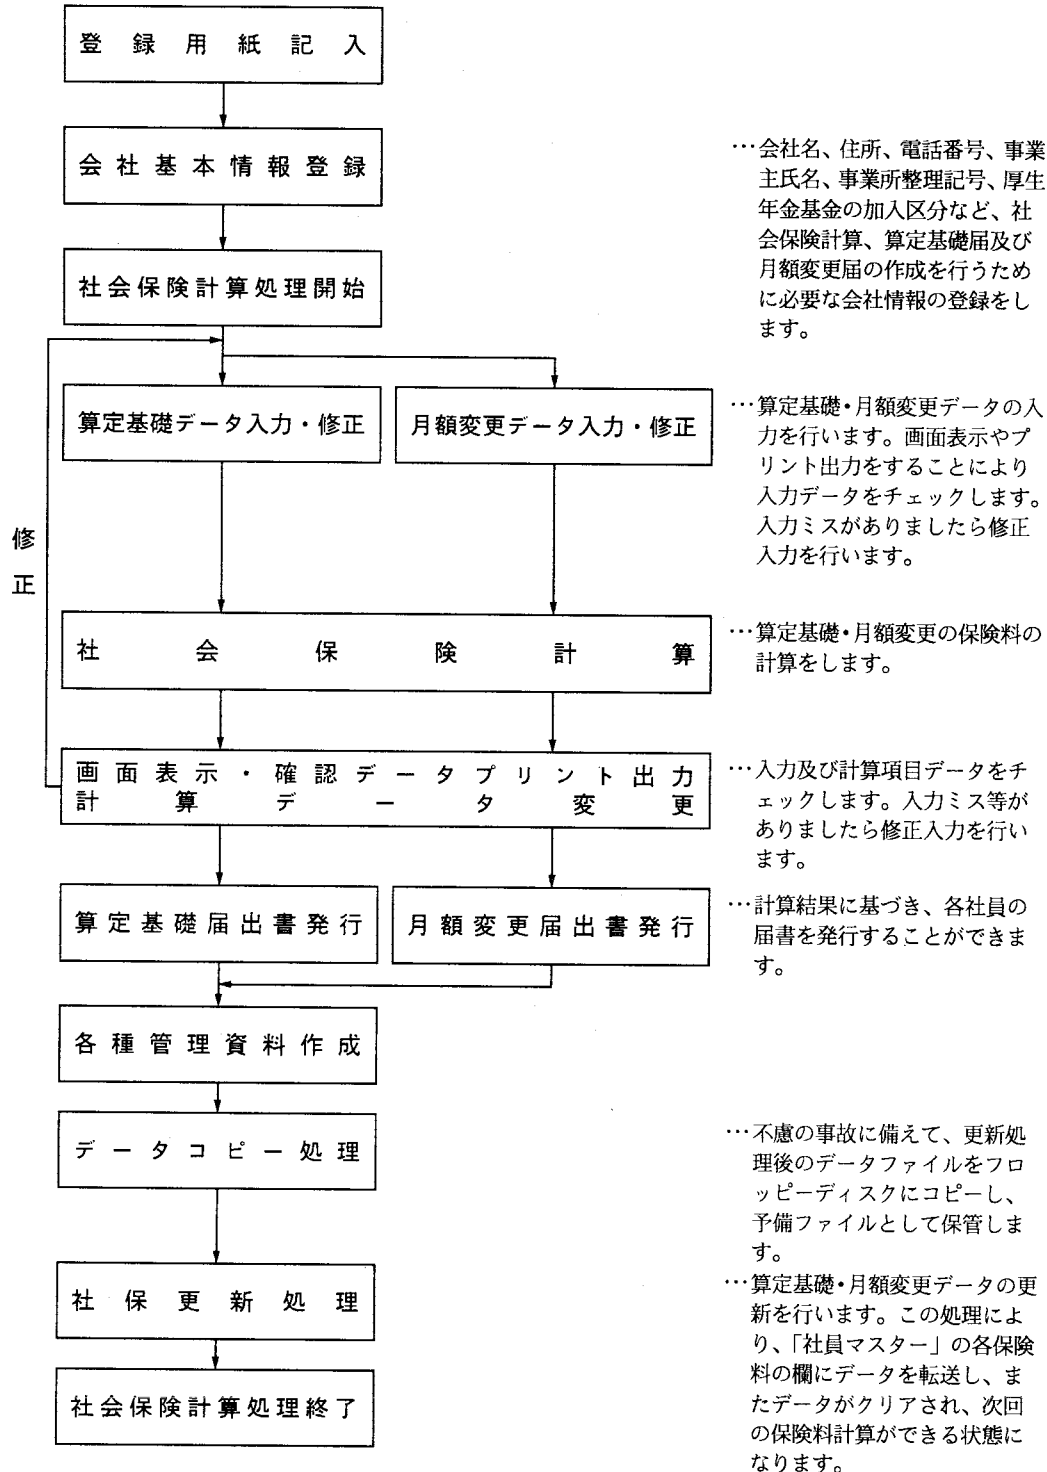 登録用紙記入
会社基本情報登録
…会社名、住所、電話番号、事業
主氏名、事業所整理記号、厚生
年金基金の加入区分など、社
会保険計算、算定基礎届及び
月額変更届の作成を行うため
に必要な会社情報の登録をし
ます。
社会保険計算処理開始
算定基礎データ入力・修正
月額変更データ入力・修正
…算定基礎・月額変更データの入
力を行います。画面表示やプ
リント出力をすることにより
入力データをチェックします。
入力ミスがありましたら修正
入力を行います。
修正
社会保険計算
…算定基礎・月額変更の保険料の
計算をします。
画面表示・確認データプリント出力
計算データ変更
…入力及び計算項目データをチ
ェックします。入力ミス等が
ありましたら修正入力を行い
ます。
算定基礎届出書発行
月額変更届出書発行
…計算結果に基づき、各社員の
届書を発行することができま
す。
各種管理資料作成
データコピー処理
…不慮の事故に備えて、更新処
理後のデータファイルをフロ
ッピーディスクにコピーし、
予備ファイルとして保管しま
す。
社保更新処理
…算定基礎・月額変更データの更
新を行います。この処理によ
り、「社員マスター」の各保険
料の欄にデータを転送し、ま
たデータがクリアされ、次回
の保険料計算ができる状態に
なります。
社会保険計算処理終了